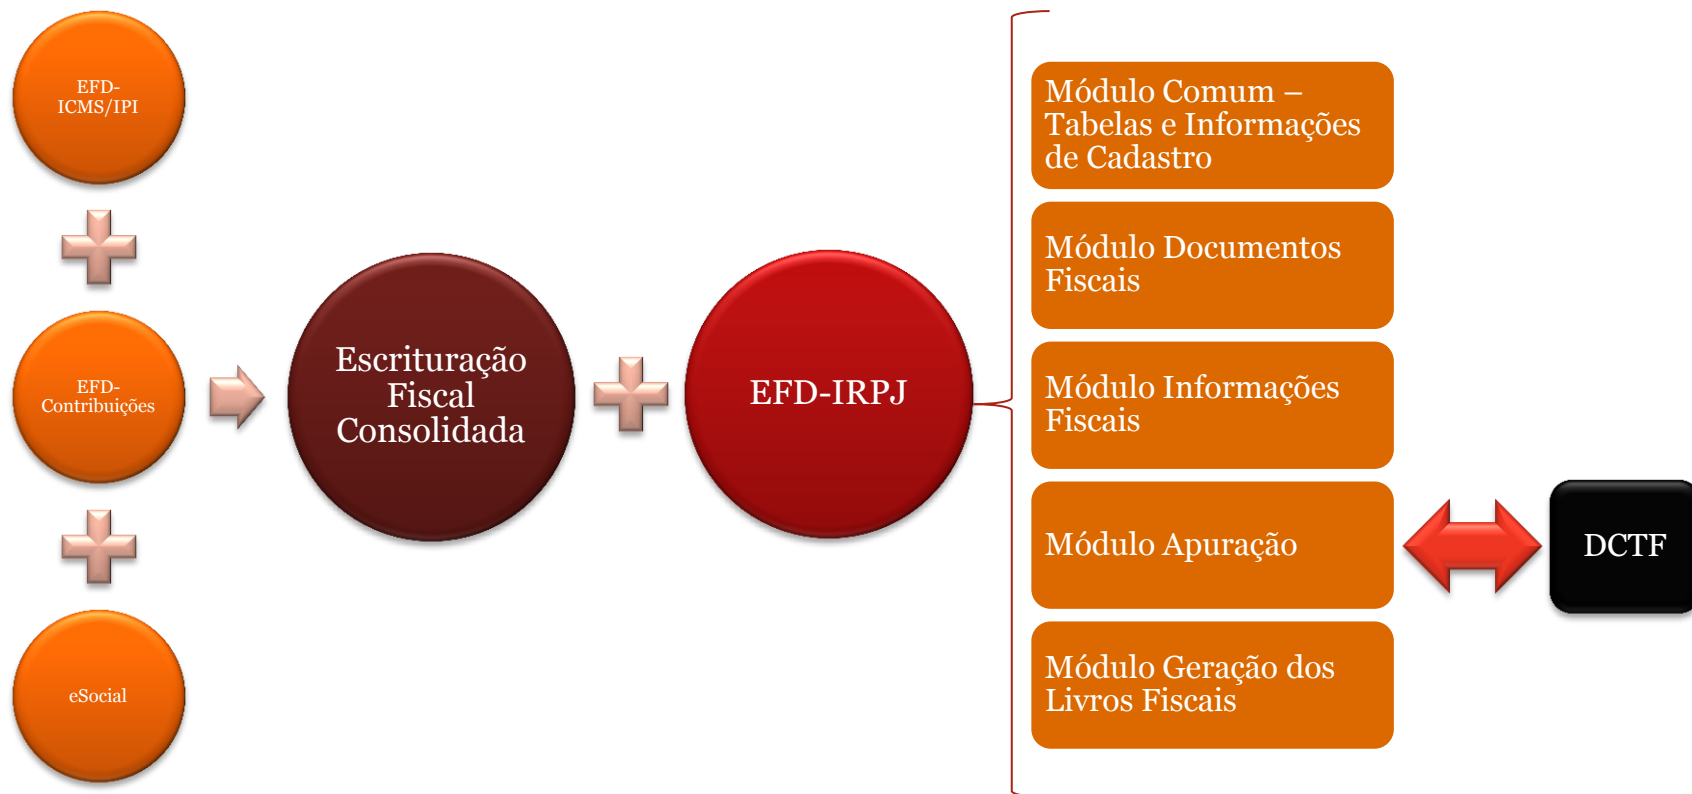 EFD-
ICMS/IPI
EFD-
Contribuições
eSocial
Escrituração
Fiscal
Consolidada
EFD-IRPJ
Módulo Comum –
Tabelas e Informações
de Cadastro
Módulo Documentos
Fiscais
Módulo Informações
Fiscais
Módulo Apuração
Módulo Geração dos
Livros Fiscais
DCTF